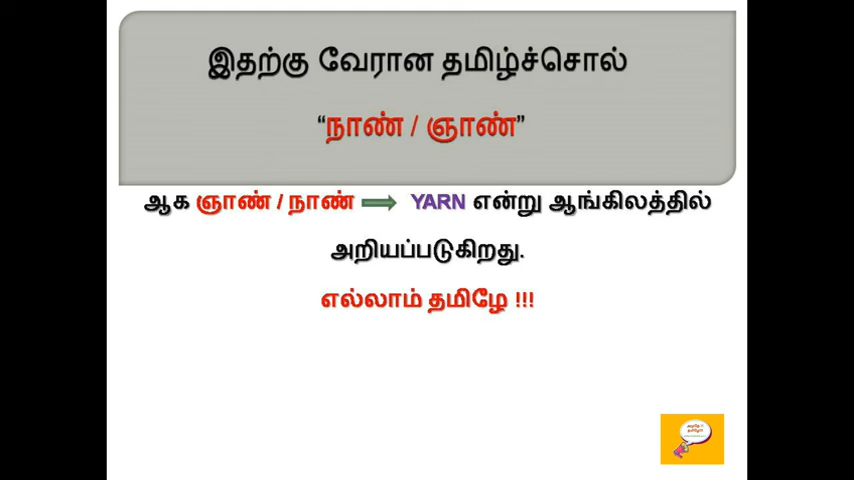 இதற்கு வேரான தமிழ்ச்சொல்
“நாண் / ஞாண்”
ஆக ஞாண் / நாண் YARN என்று ஆங்கிலத்தில்
அறியப்படுகிறது.
எல்லாம் தமிழே !!!